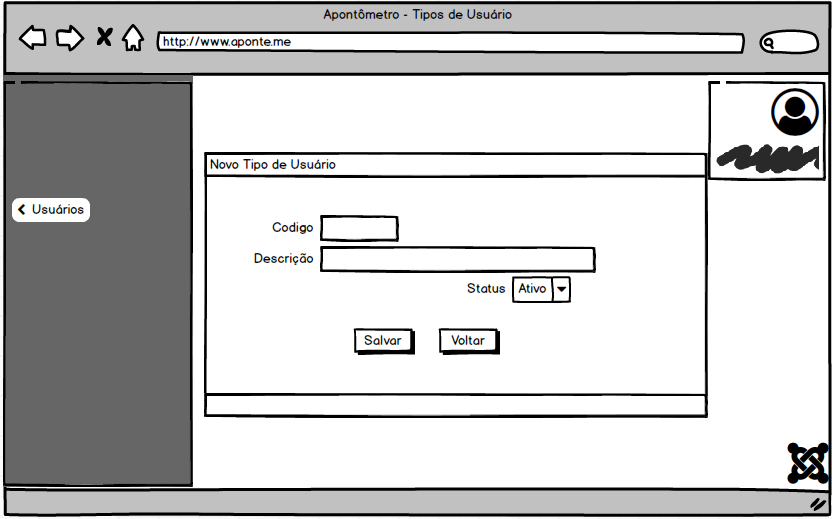 Apontômetro - Tipos de Usuário
http://www.aponte.me
Novo Tipo de Usuário
Usuários
Codigo
Descrição
Status Ativo
Salvar Voltar